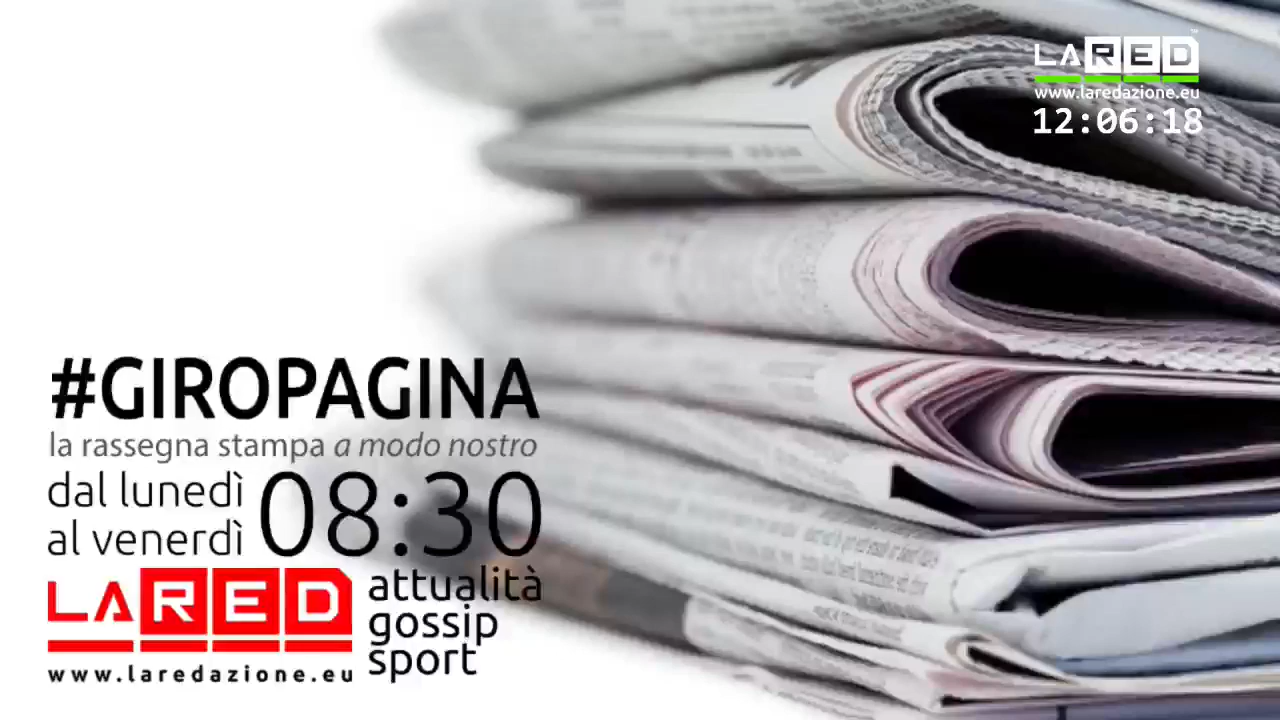 LARED™
www.laredazione.eu
12:06:18
#GIROPAGINA
la rassegna stampa a modo nostro
dal lunedì
al venerdì
08:30
LARED
www.laredazione.eu
attualità
gossip
sport